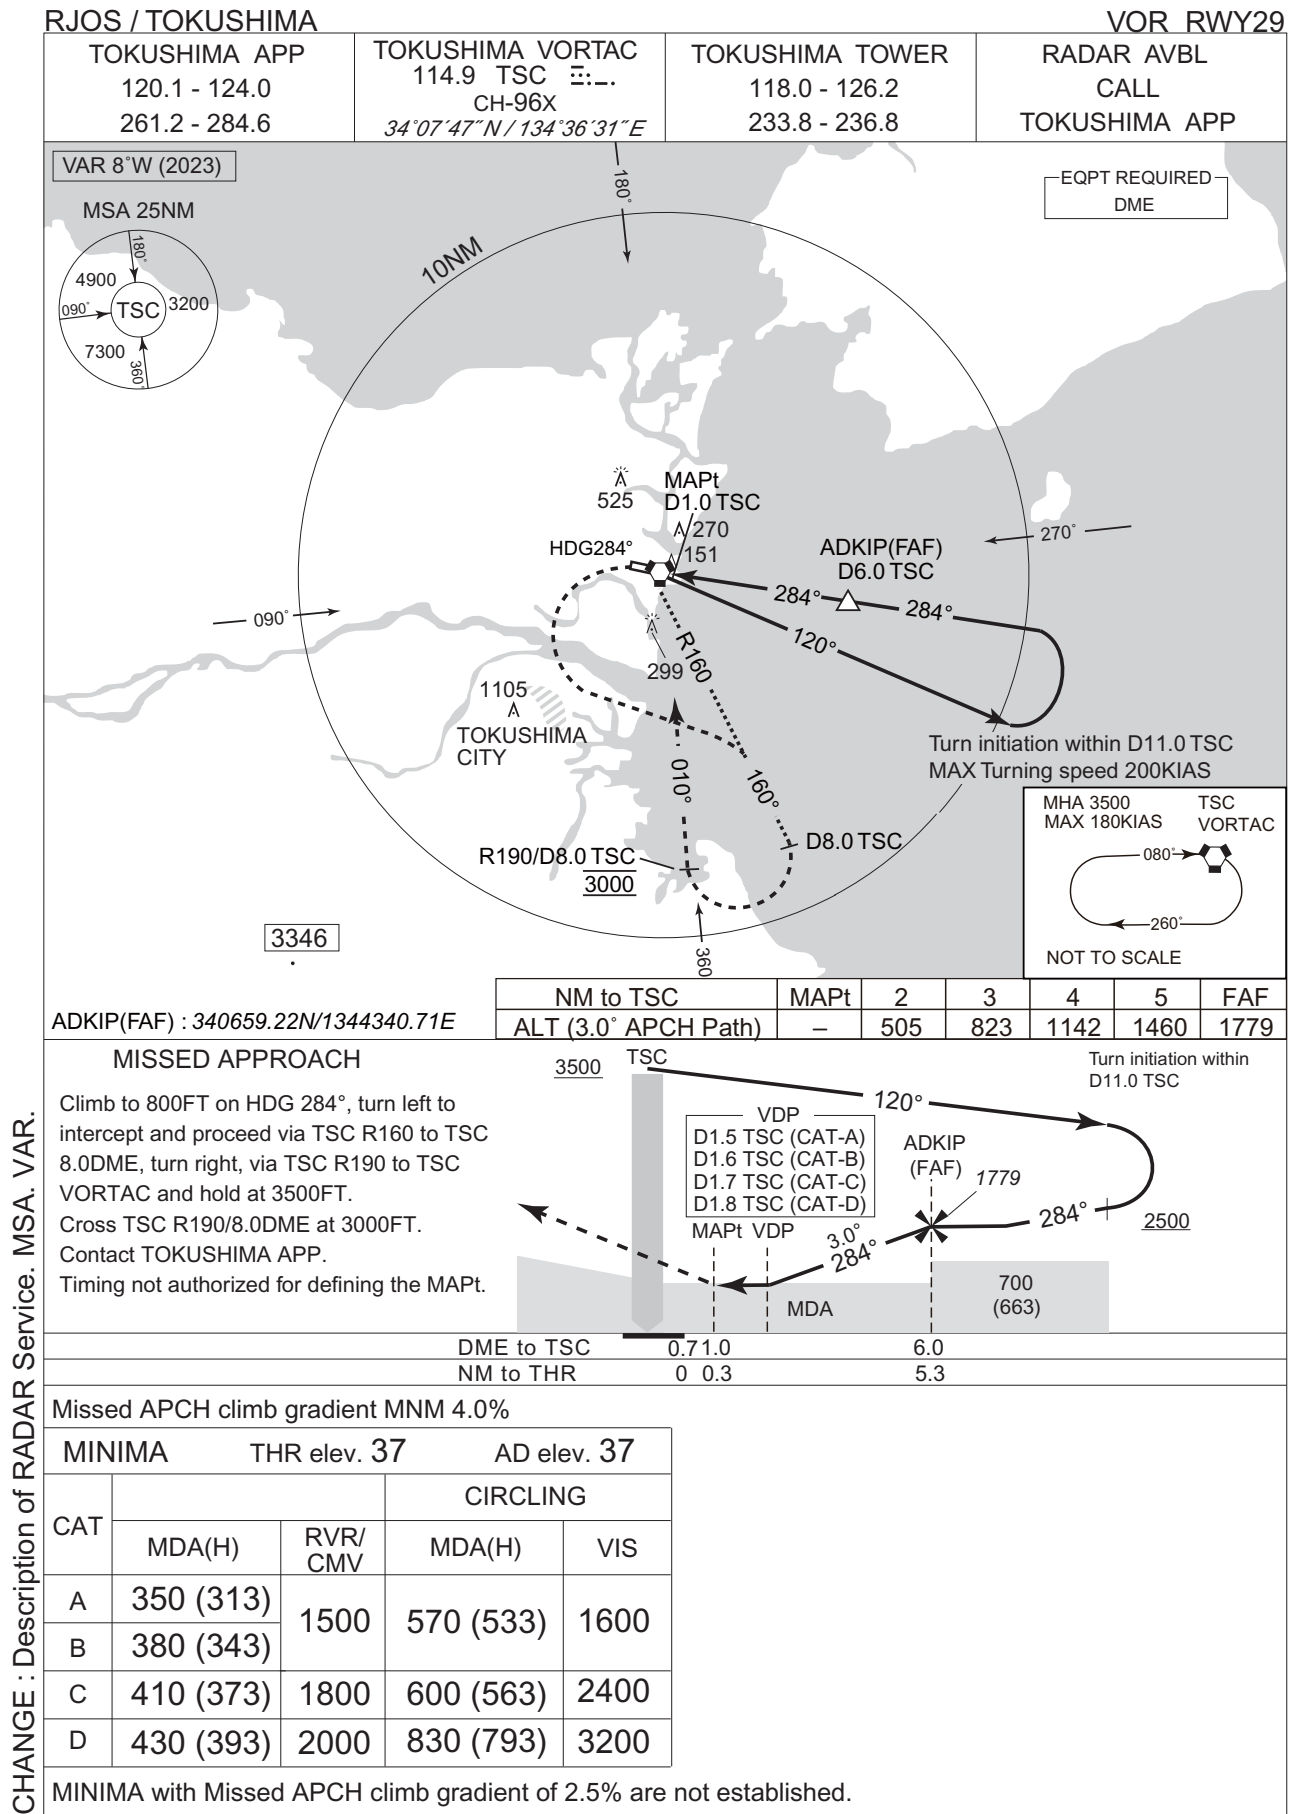 RJOS / TOKUSHIMA
VOR RWY29
TOKUSHIMA APP
120.1 - 124.0
261.2 - 284.6
TOKUSHIMA VORTAC
114.9 TSC
CH-96X
34°07´47˝N / 134°36´31˝E
TOKUSHIMA TOWER
118.0 - 126.2
233.8 - 236.8
RADAR AVBL
CALL
TOKUSHIMA APP
VAR 8°W (2023)
MSA 25NM
180°
4900
090°
TSC
3200
7300
360°
180°
EQPT REQUIRED
DME
10NM
525
MAPt
D1.0 TSC
270
151
HDG284°
ADKIP(FAF)
D6.0 TSC
270°
284°
284°
090°
120°
R160
299
1105
TOKUSHIMA
CITY
Turn initiation within D11.0 TSC
MAX Turning speed 200KIAS
010°
160°
D8.0 TSC
R190/D8.0 TSC
3000
MHA 3500
MAX 180KIAS
TSC
VORTAC
080°
260°
NOT TO SCALE
3346
360
ADKIP(FAF) : 340659.22N/1344340.71E
NM to TSC MAPt 2 3 4 5 FAF
ALT (3.0° APCH Path) – 505 823 1142 1460 1779
MISSED APPROACH
Climb to 800FT on HDG 284°, turn left to
intercept and proceed via TSC R160 to TSC
8.0DME, turn right, via TSC R190 to TSC
VORTAC and hold at 3500FT.
Cross TSC R190/8.0DME at 3000FT.
Contact TOKUSHIMA APP.
Timing not authorized for defining the MAPt.
3500
TSC
Turn initiation within
D11.0 TSC
120°
VDP
D1.5 TSC (CAT-A)
D1.6 TSC (CAT-B)
D1.7 TSC (CAT-C)
D1.8 TSC (CAT-D)
ADKIP
(FAF)
1779
MAPt VDP
3.0°
284°
284°
2500
MDA
700
(663)
DME to TSC 0.7 1.0 6.0
NM to THR 0 0.3 5.3
Missed APCH climb gradient MNM 4.0%
MINIMA THR elev. 37 AD elev. 37
CAT
CIRCLING
MDA(H)
RVR/
CMV
MDA(H)
VIS
A 350 (313) 1500 570 (533) 1600
B 380 (343)
C 410 (373) 1800 600 (563) 2400
D 430 (393) 2000 830 (793) 3200
MINIMA with Missed APCH climb gradient of 2.5% are not established.
CHANGE : Description of RADAR Service. MSA. VAR.